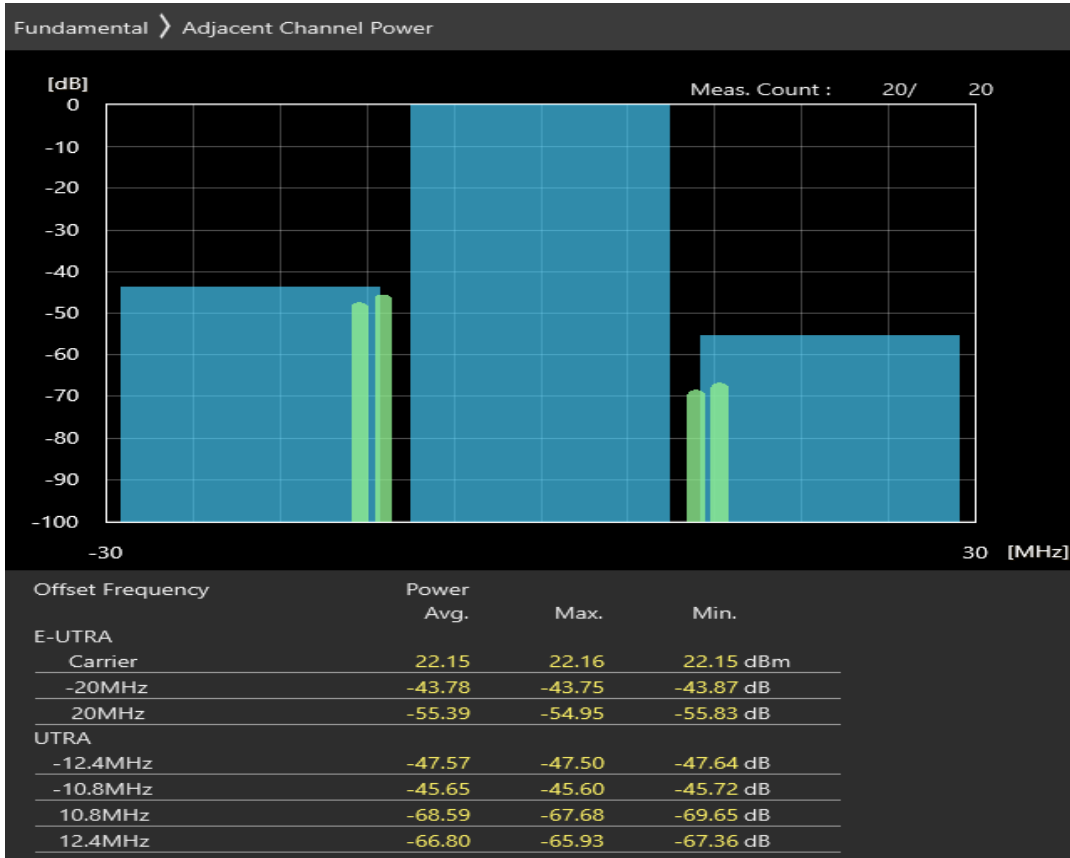 Fundamental 〉 Adjacent Channel Power
[dB]
Meas. Count : 20/ 20
0
-10
-20
-30
-40
-50
-60
-70
-80
-90
-100
-30 30 [MHz]
Offset Frequency Power
Avg. Max. Min.
E-UTRA
Carrier 22.15 22.16 22.15 dBm
-20MHz -43.78 -43.75 -43.87 dB
20MHz -55.39 -54.95 -55.83 dB
UTRA
-12.4MHz -47.57 -47.50 -47.64 dB
-10.8MHz -45.65 -45.60 -45.72 dB
10.8MHz -68.59 -67.68 -69.65 dB
12.4MHz -66.80 -65.93 -67.36 dB